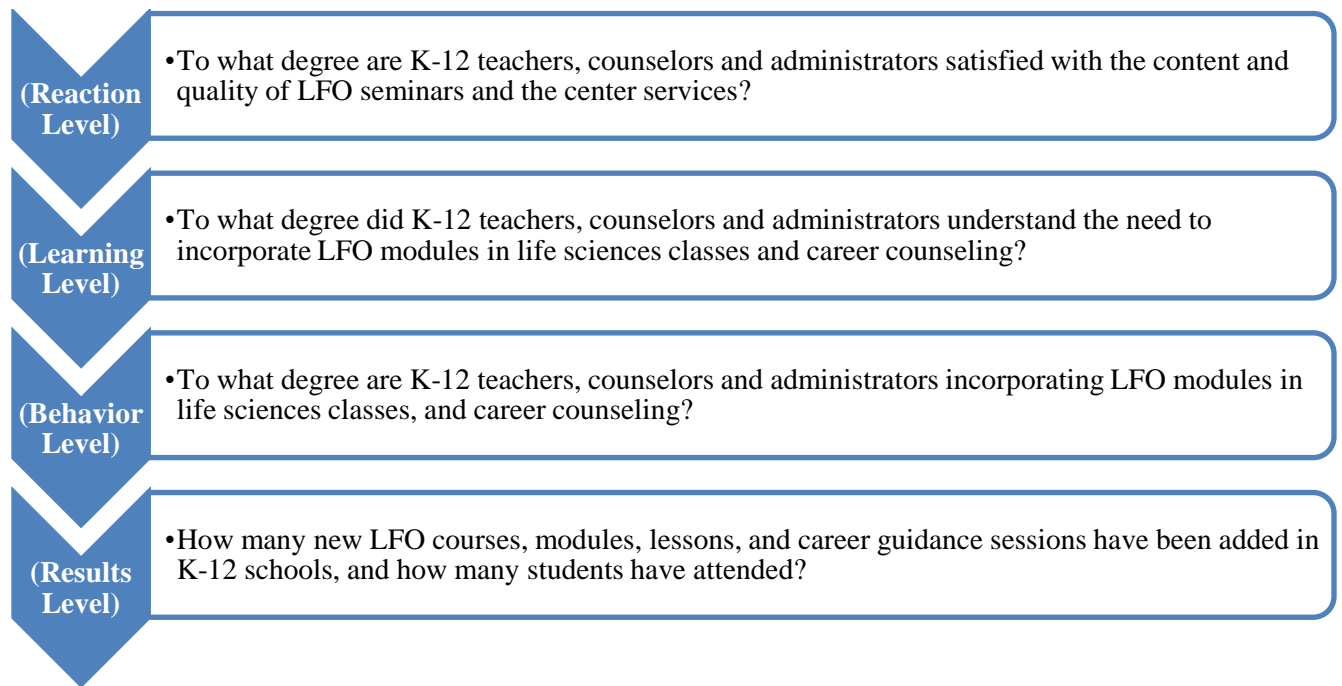 (Reaction
Level)
•To what degree are K-12 teachers, counselors and administrators satisfied with the content and
quality of LFO seminars and the center services?
(Learning
Level)
•To what degree did K-12 teachers, counselors and administrators understand the need to
incorporate LFO modules in life sciences classes and career counseling?
(Behavior
Level)
•To what degree are K-12 teachers, counselors and administrators incorporating LFO modules in
life sciences classes, and career counseling?
(Results
Level)
•How many new LFO courses, modules, lessons, and career guidance sessions have been added in
K-12 schools, and how many students have attended?